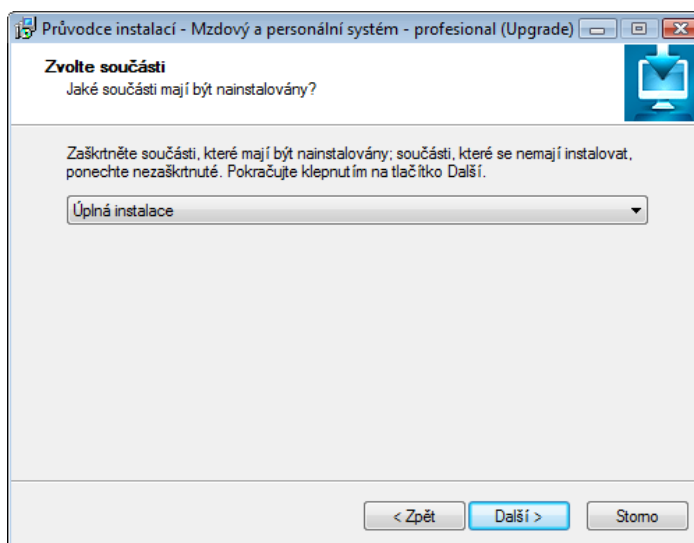 Průvodce instalací - Mzdový a personální systém - profesional (Upgrade)
Zvolte součásti
Jaké součásti mají být nainstalovány?
Zaškrtněte součásti, které mají být nainstalovány; součásti, které se nemají instalovat,
ponechte nezaškrtnuté. Pokračujte klepnutím na tlačítko Další.
Úplná instalace
< Zpět
Další >
Storno